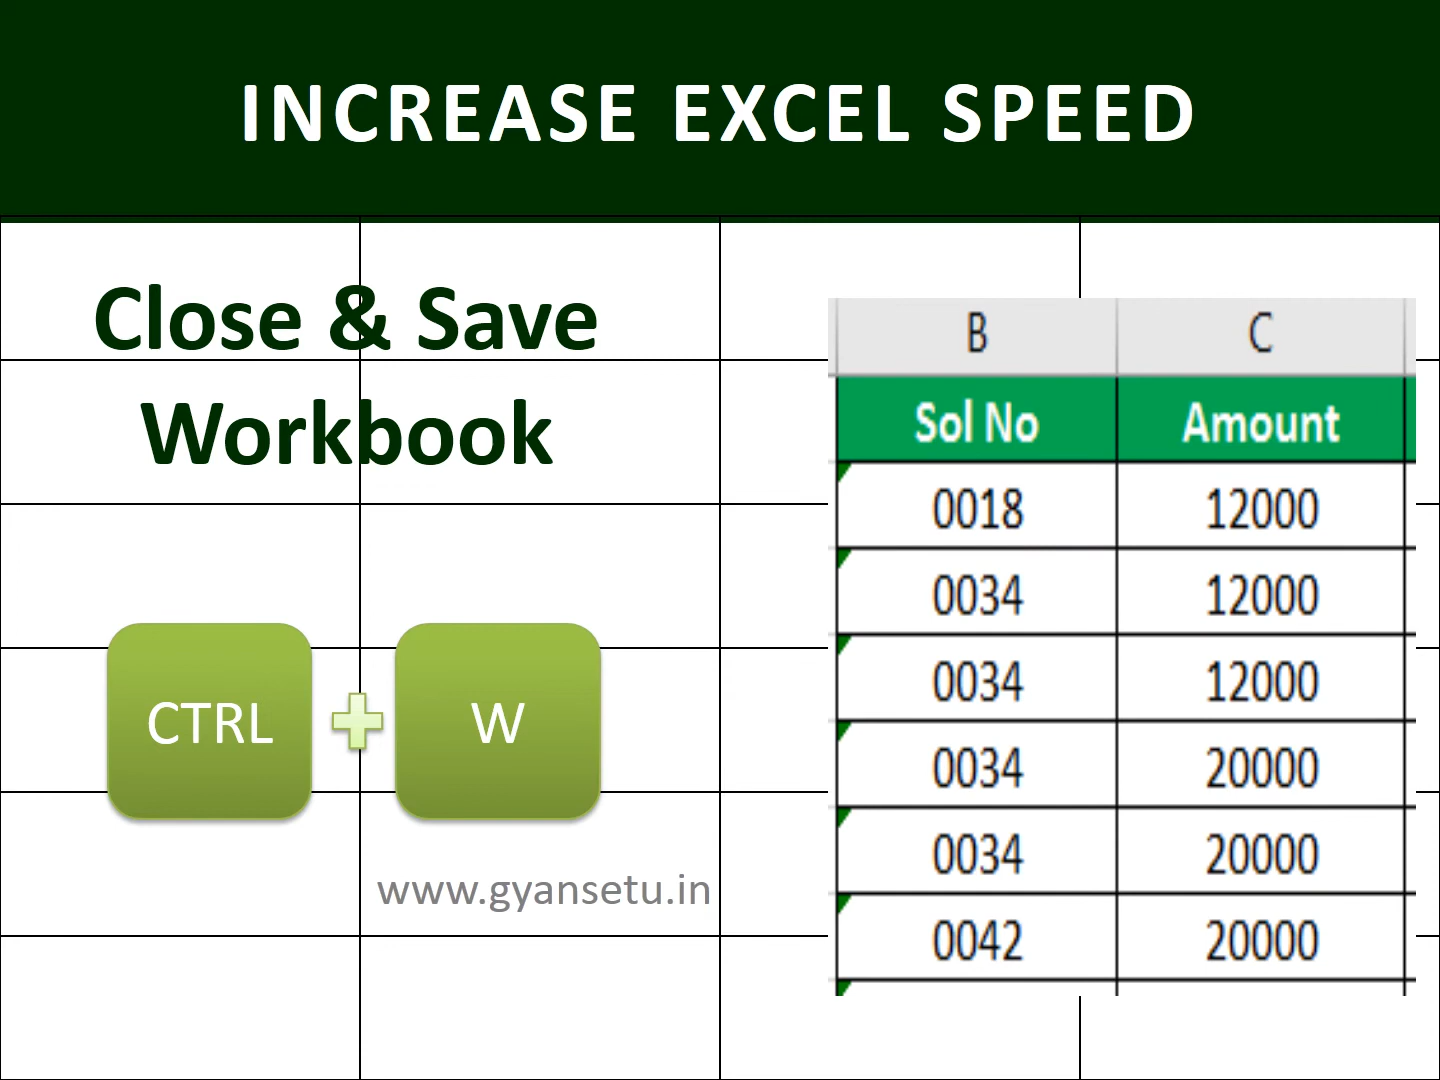 INCREASE EXCEL SPEED
Close & Save
Workbook
CTRL + W
www.gyansetu.in
B C
Sol No Amount
0018 12000
0034 12000
0034 12000
0034 20000
0034 20000
0042 20000